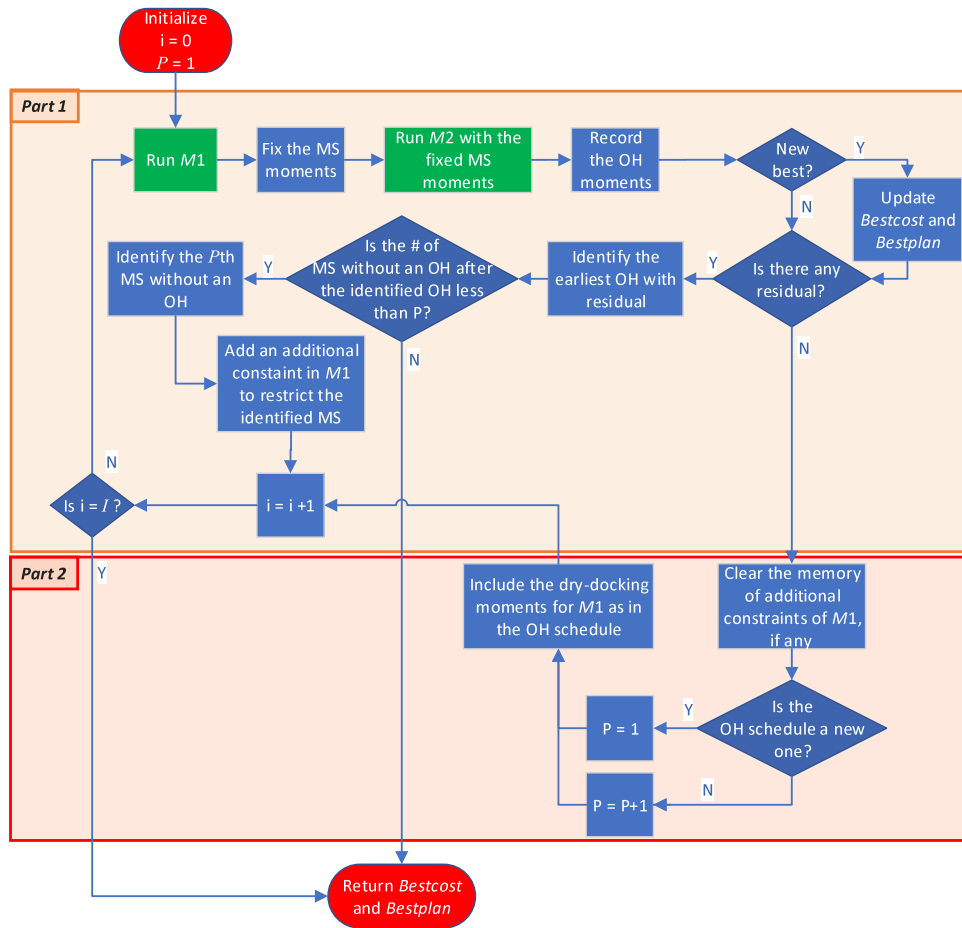 Initialize
i = 0
P = 1
Part 1
Run M1
Fix the MS
moments
Run M2 with the
fixed MS
moments
Record
the OH
moments
New
best?
Y
N
Update
Bestcost and
Bestplan
Identify the Pth
MS without an
OH
Y
Is the # of
MS without an OH after
the identified OH less
than P?
N
Identify the
earliest OH with
residual
Y
Is there any
residual?
N
Add an additional
constaint in M1
to restrict the
identified MS
N
Is i = I ?
Y
i = i +1
Part 2
Include the dry-docking
moments for M1 as in
the OH schedule
Clear the memory
of additional
constraints of M1,
if any
P = 1
Y
Is the
OH schedule a new
one?
P = P+1
N
Return Bestcost
and Bestplan